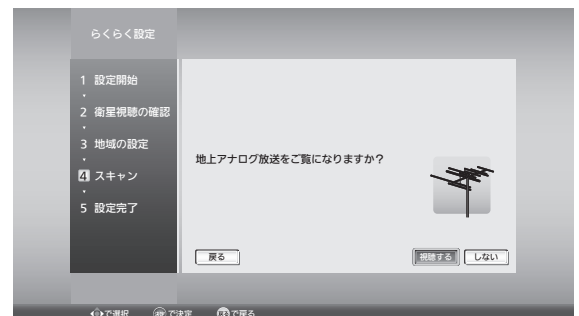 らくらく設定
1 設定開始
2 衛星視聴の確認
3 地域の設定
4 スキャン
5 設定完了
地上アナログ放送をご覧になりますか？
戻る
視聴する しない
で選択 で決定 で戻る